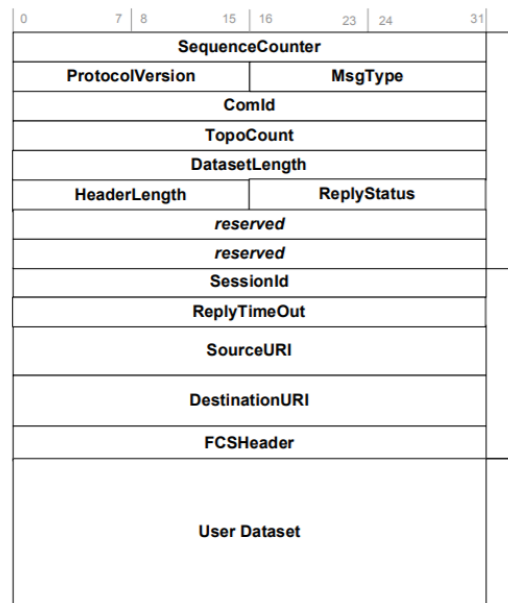 0 7 8 15 16 23 24 31
SequenceCounter
ProtocolVersion MsgType
ComId
TopoCount
DatasetLength
HeaderLength ReplyStatus
reserved
reserved
SessionId
ReplyTimeOut
SourceURI
DestinationURI
FCSHeader
User Dataset